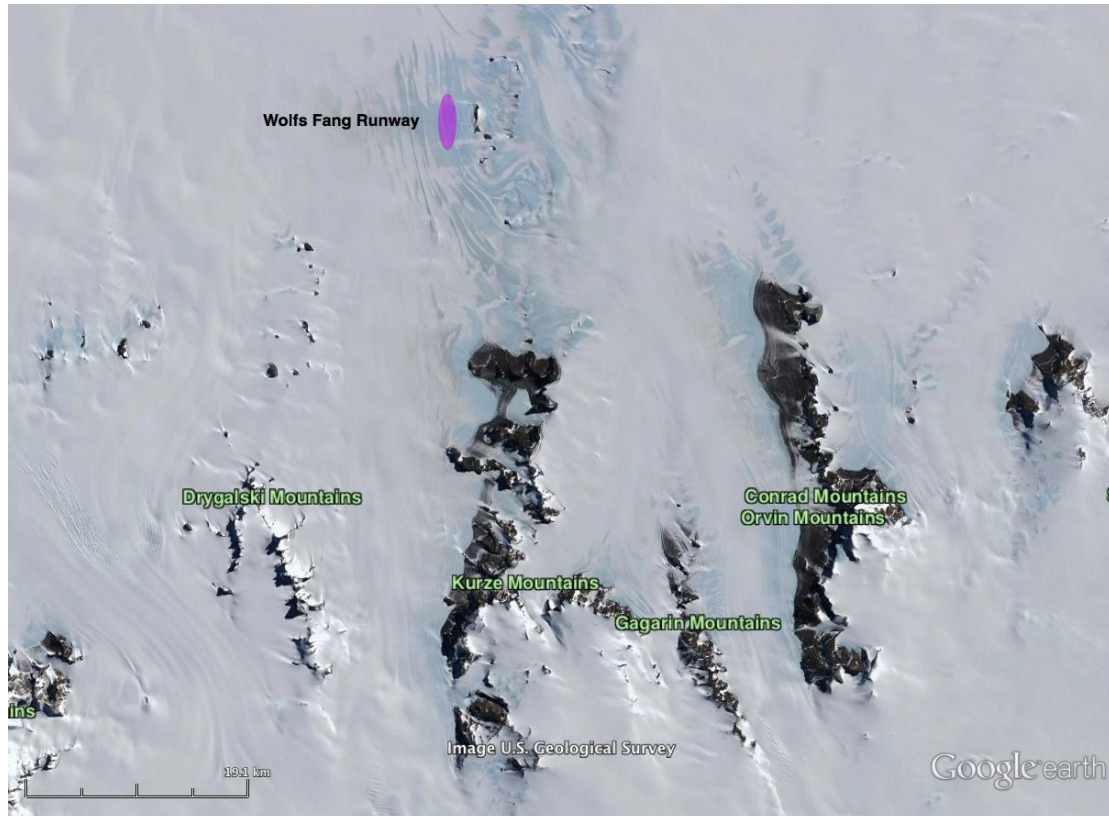 Wolfs Fang Runway
Drygalski Mountains
Conrad Mountains
Orvin Mountains
Kurze Mountains
Gagarin Mountains
ins
Image U.S. Geological Survey
19.1 km
Google earth